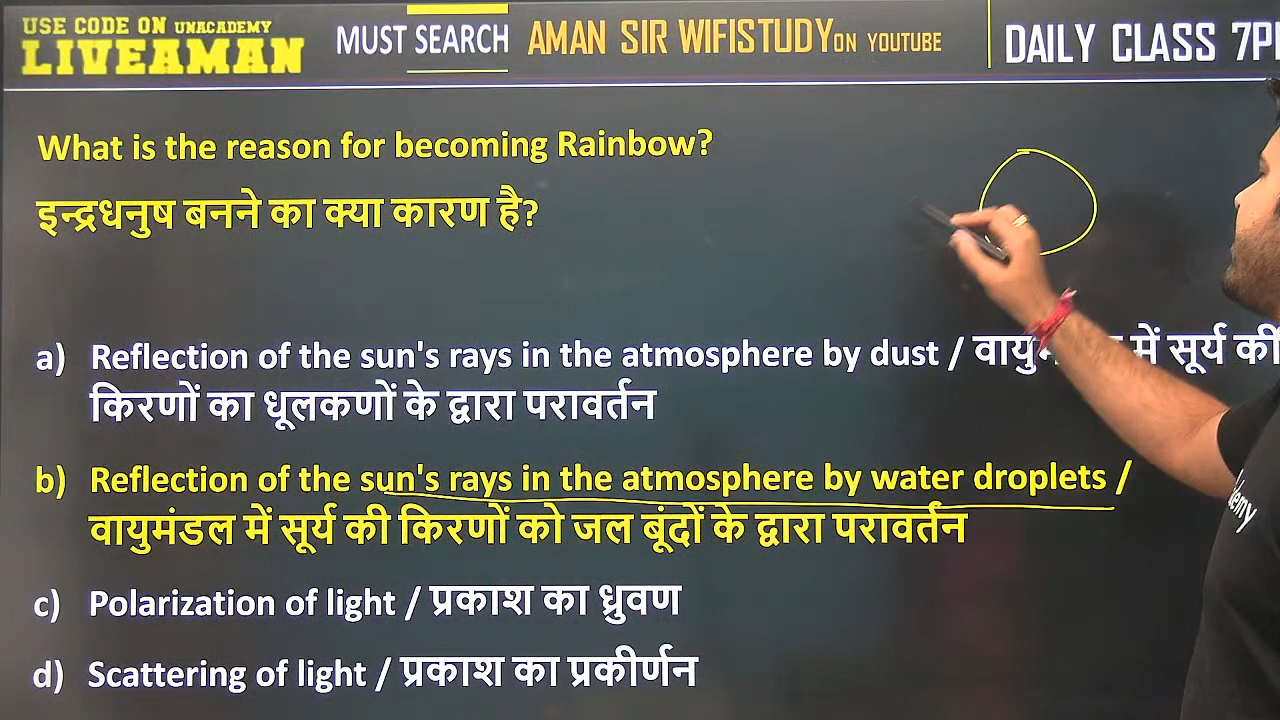 USE CODE ON UNACADEMY
LIVEAMAN
MUST SEARCH
AMAN SIR WIFISTUDY ON YOUTUBE
DAILY CLASS
What is the reason for becoming Rainbow?
इन्द्रधनुष बनने का क्या कारण है?
a) Reflection of the sun's rays in the atmosphere by dust / में सूर्य की
किरणों का धूलकणों के द्वारा परावर्तन
b) Reflection of the sun's rays in the atmosphere by water droplets /
वायुमंडल में सूर्य की किरणों को जल बूंदों के द्वारा परावर्तन
c) Polarization of light / प्रकाश का ध्रुवण
d) Scattering of light / प्रकाश का प्रकीर्णन